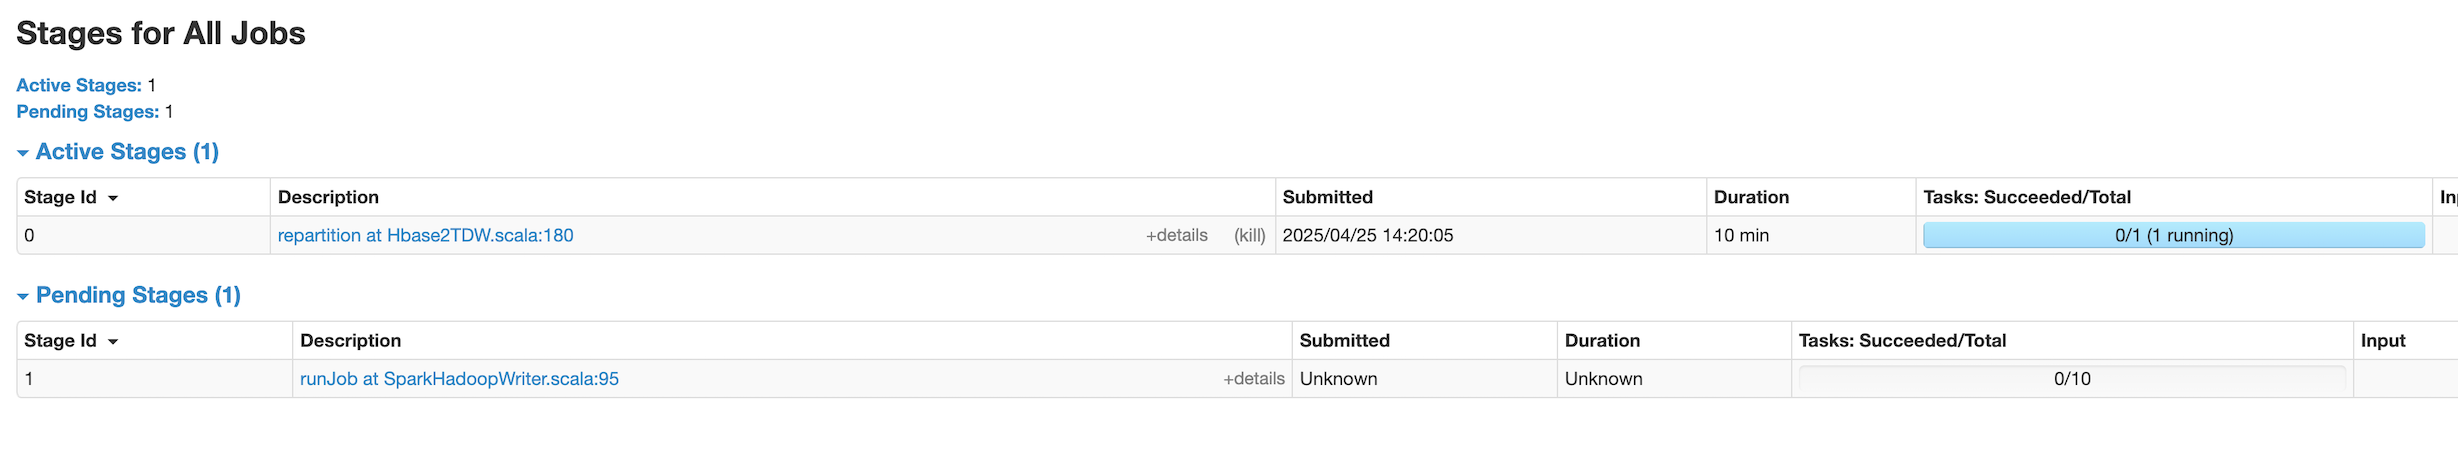 Stages for All Jobs
Active Stages: 1
Pending Stages: 1
Active Stages (1)
Stage Id Description Submitted Duration Tasks: Succeeded/Total
0 repartition at Hbase2TDW.scala:180 +details (kill) 2025/04/25 14:20:05 10 min 0/1 (1 running)
Pending Stages (1)
Stage Id Description Submitted Duration Tasks: Succeeded/Total Input
1 runJob at SparkHadoopWriter.scala:95 +details Unknown Unknown 0/10